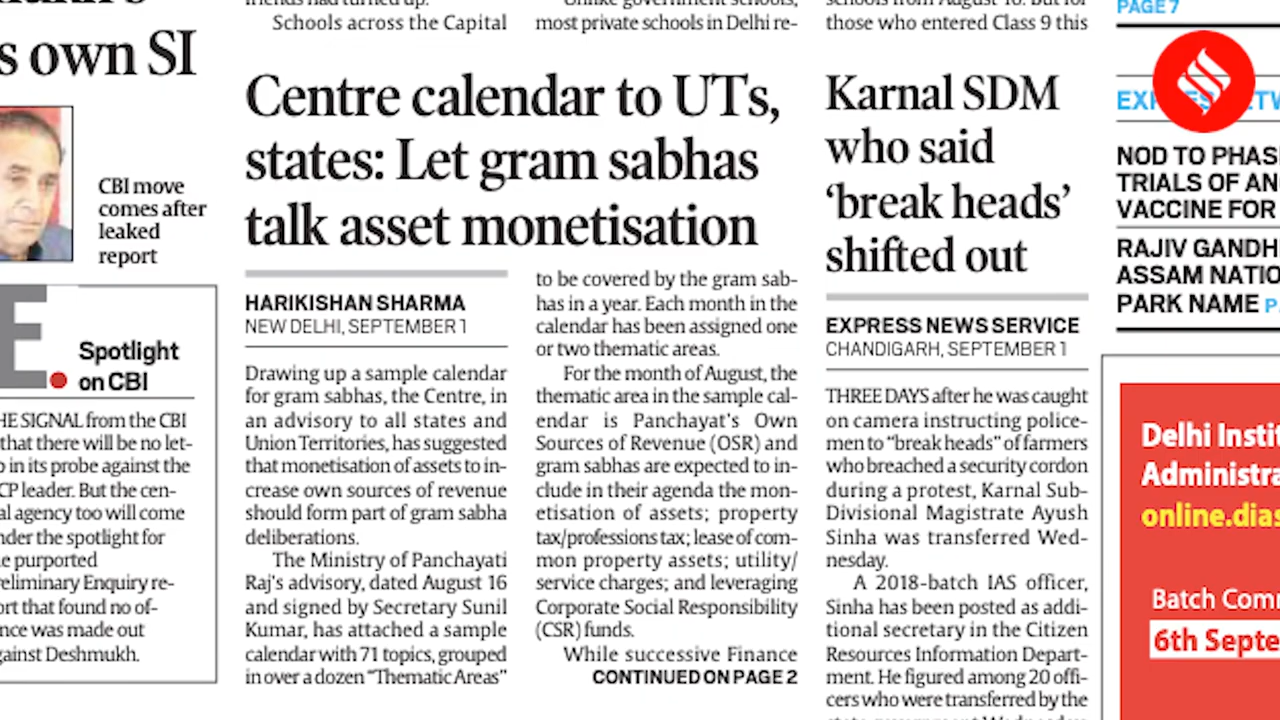 s own SI
CBI move
comes after
leaked
report
Spotlight
on CBI
HE SIGNAL from the CBI
that there will be no let-
in its probe against the
CP leader. But the cen-
al agency too will come
nder the spotlight for
e purported
reliminary Enquiry re-
ort that found no of-
nce was made out
gainst Deshmukh.
Schools across the Capital
most private schools in Delhi re-
those who entered Class 9 this
Centre calendar to UTs,
states: Let gram sabhas
talk asset monetisation
HARIKISHAN SHARMA
NEW DELHI, SEPTEMBER 1
Drawing up a sample calendar
for gram sabhas, the Centre, in
an advisory to all states and
Union Territories, has suggested
that monetisation of assets to in-
crease own sources of revenue
should form part of gram sabha
deliberations.
The Ministry of Panchayati
Raj's advisory, dated August 16
and signed by Secretary Sunil
Kumar, has attached a sample
calendar with 71 topics, grouped
in over a dozen “Thematic Areas”
to be covered by the gram sab-
has in a year. Each month in the
calendar has been assigned one
or two thematic areas.
For the month of August, the
thematic area in the sample cal-
endar is Panchayat's Own
Sources of Revenue (OSR) and
gram sabhas are expected to in-
clude in their agenda the mon-
etisation of assets; property
tax/professions tax; lease of com-
mon property assets; utility/
service charges; and leveraging
Corporate Social Responsibility
(CSR) funds.
While successive Finance
CONTINUED ON PAGE 2
Karnal SDM
who said
‘break heads’
shifted out
EXPRESS NEWS SERVICE
CHANDIGARH, SEPTEMBER 1
THREE DAYS after he was caught
on camera instructing police-
men to “break heads” of farmers
who breached a security cordon
during a protest, Karnal Sub-
Divisional Magistrate Ayush
Sinha was transferred Wed-
nesday.
A 2018-batch IAS officer,
Sinha has been posted as addi-
tional secretary in the Citizen
Resources Information Depart-
ment. He figured among 20 offi-
cers who were transferred by the
PAGE 7
NOD TO PHAS
TRIALS OF AN
VACCINE FOR
RAJIV GANDH
ASSAM NATIO
PARK NAME P
Delhi Instit
Administra
online.dias
Batch Com
6th Septe